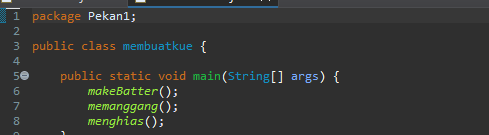 1 package Pekan1;
2
3 public class membuatkue {
4
5 public static void main(String[] args) {
6 makeBatter();
7 memanggang();
8 menghias();